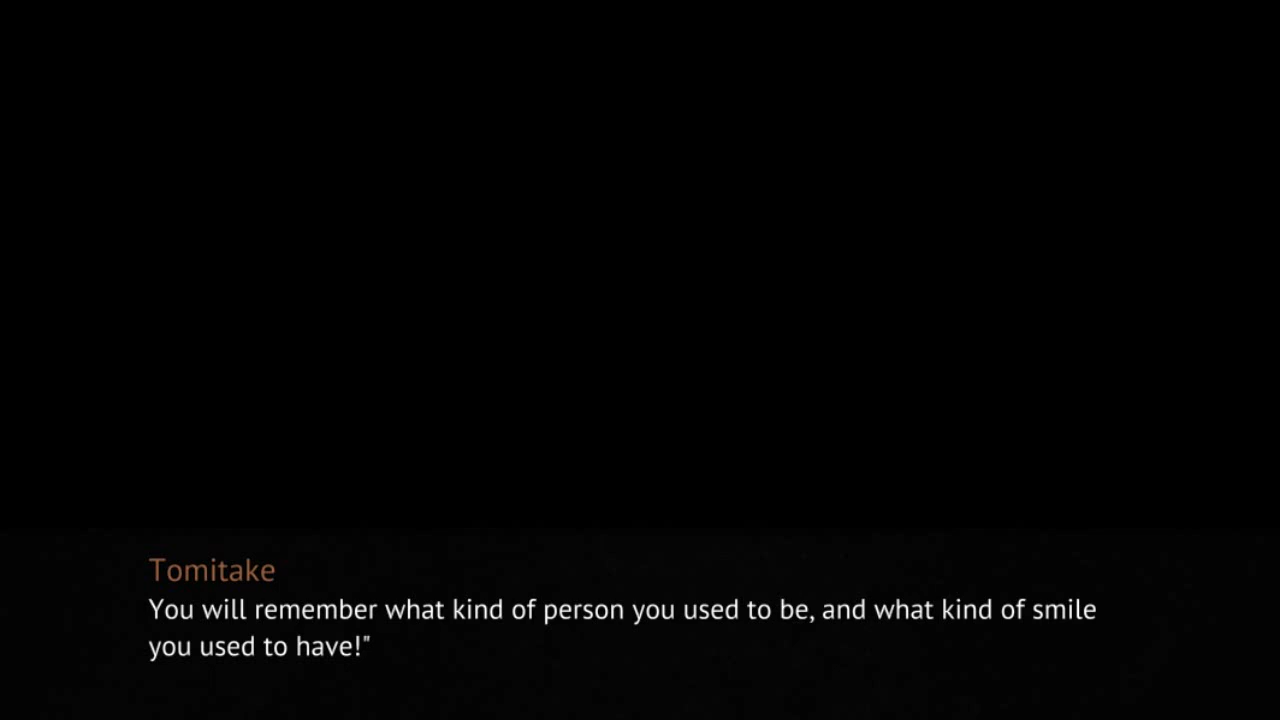 Tomitake
You will remember what kind of person you used to be, and what kind of smile
you used to have!"